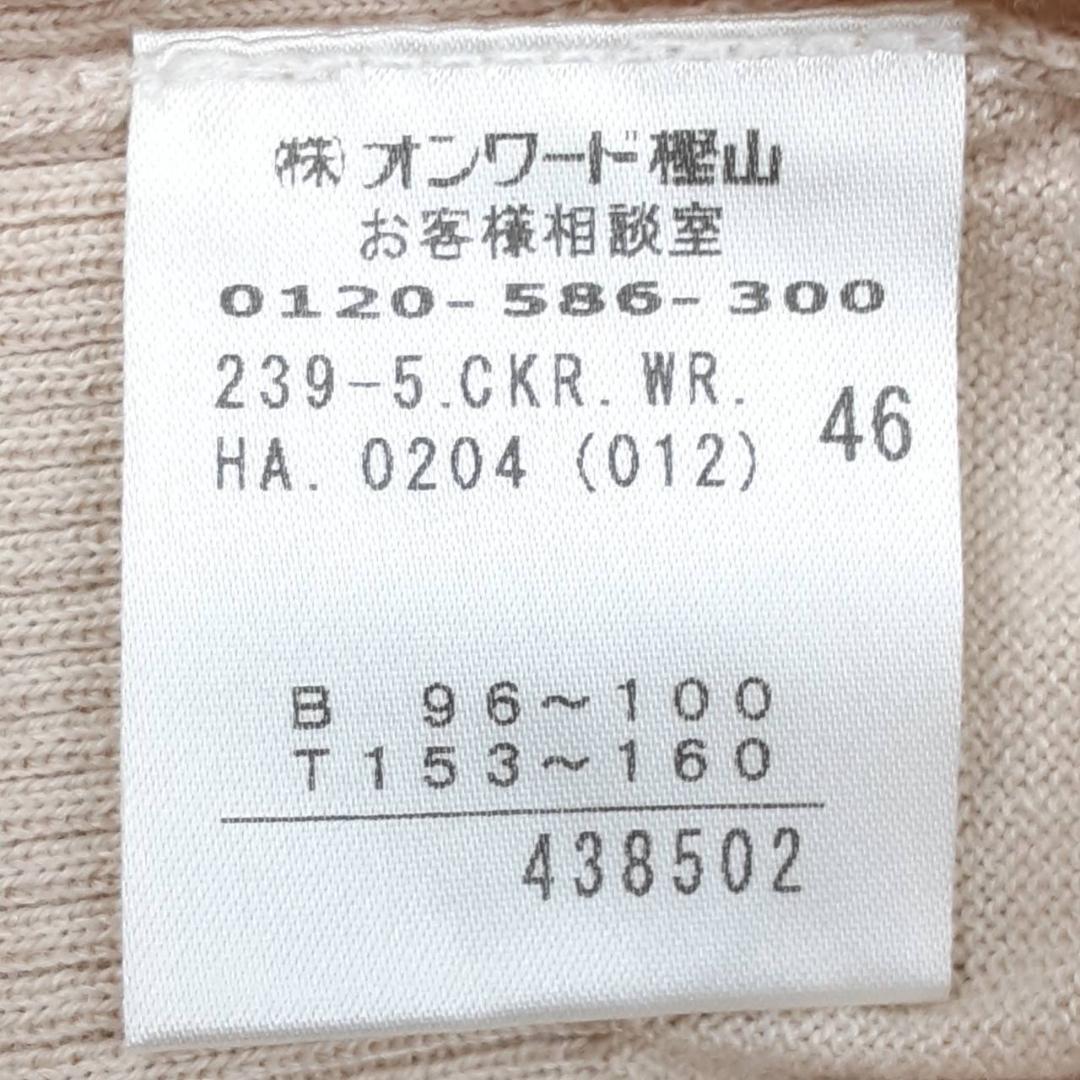 ㈱オンワード樫山
お客様相談室
0120-586-300
239-5.CKR.WR.
46
HA.0204(012)
B 96~100
T153~160
438502